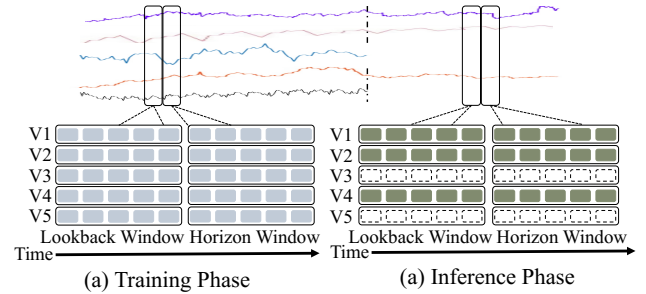 V1
V2
V3
V4
V5
Lookback Window Horizon Window
Time
(a) Training Phase
V1
V2
V3
V4
V5
Lookback Window Horizon Window
Time
(a) Inference Phase